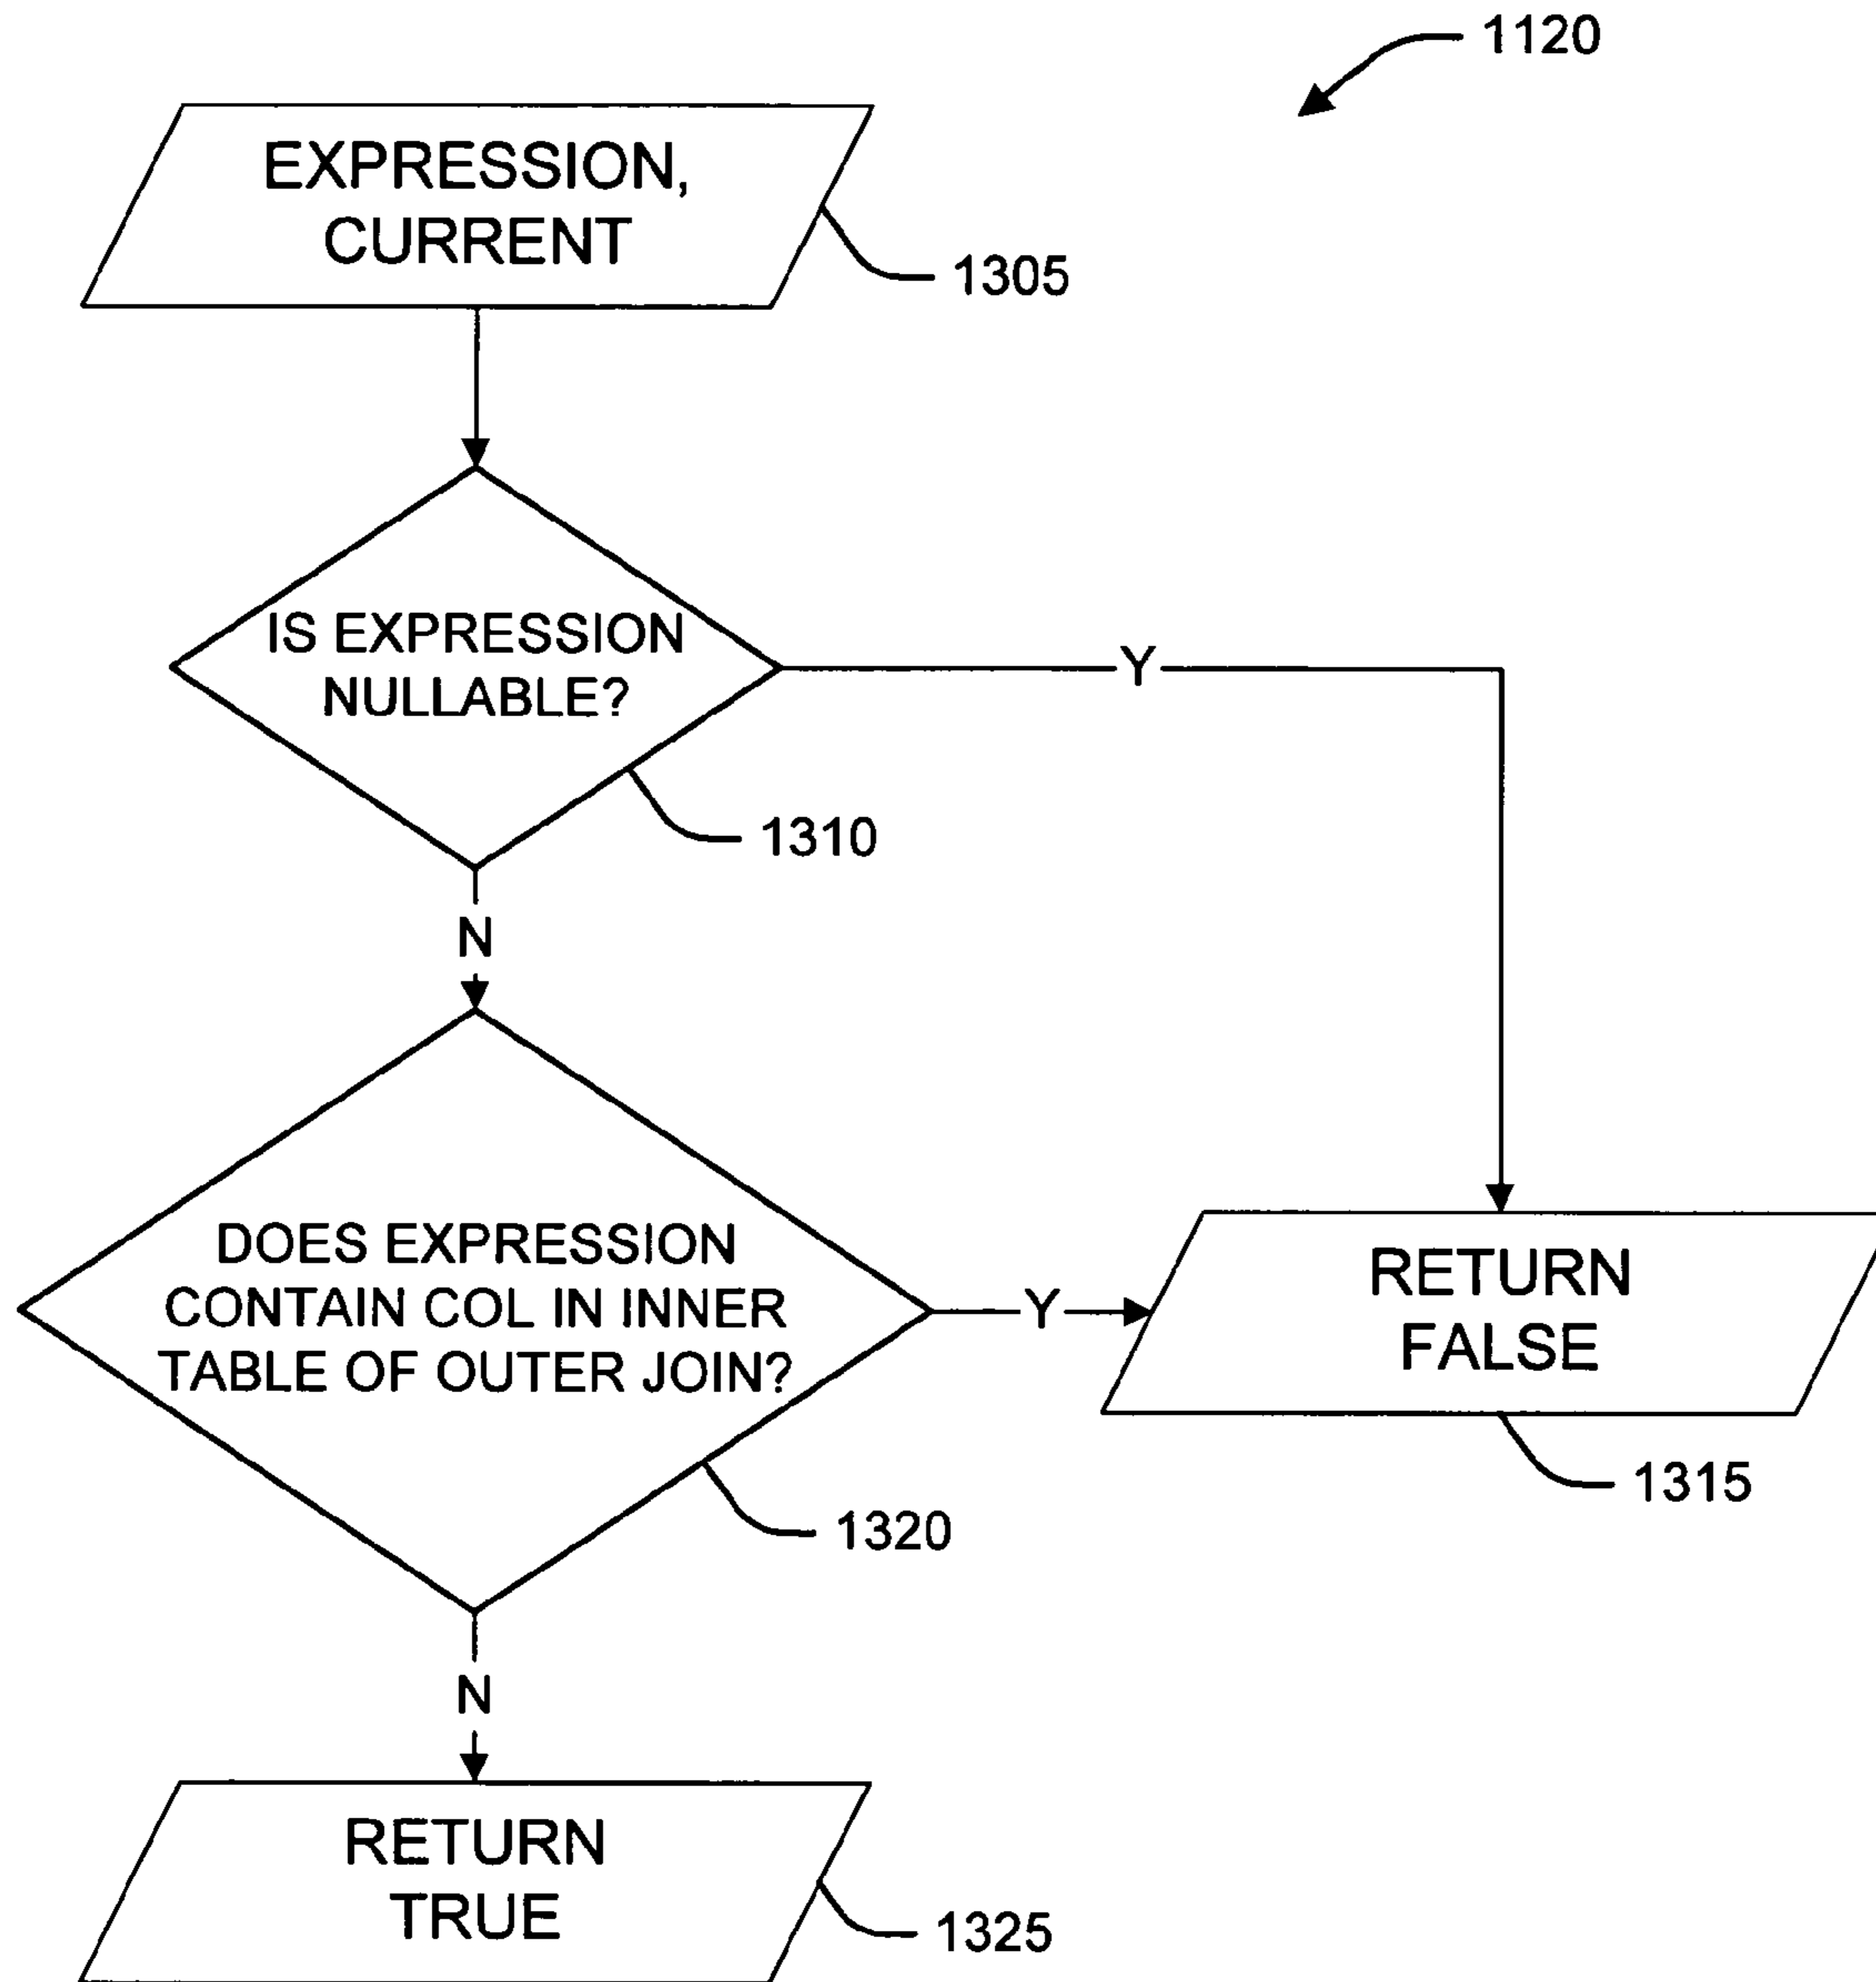 1120
EXPRESSION,
CURRENT
1305
IS EXPRESSION
NULLABLE?
Y
1310
N
DOES EXPRESSION
CONTAIN COL IN INNER
TABLE OF OUTER JOIN?
Y
RETURN
FALSE
1315
1320
N
RETURN
TRUE
1325